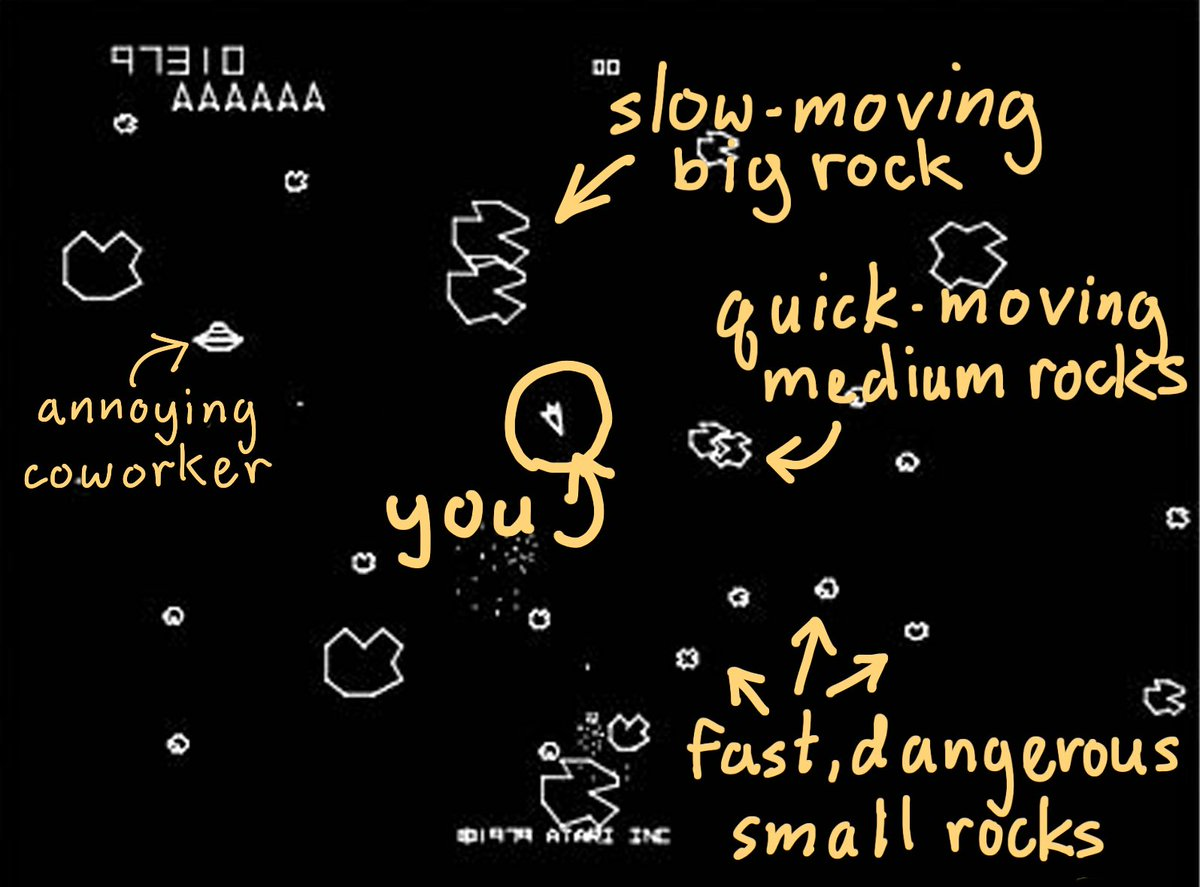 97310
AAAAAA
00
slow-moving
big rock
quick-moving
medium rocks
annoying
coworker
you
fast, dangerous
small rocks
©1979 ATARI INC